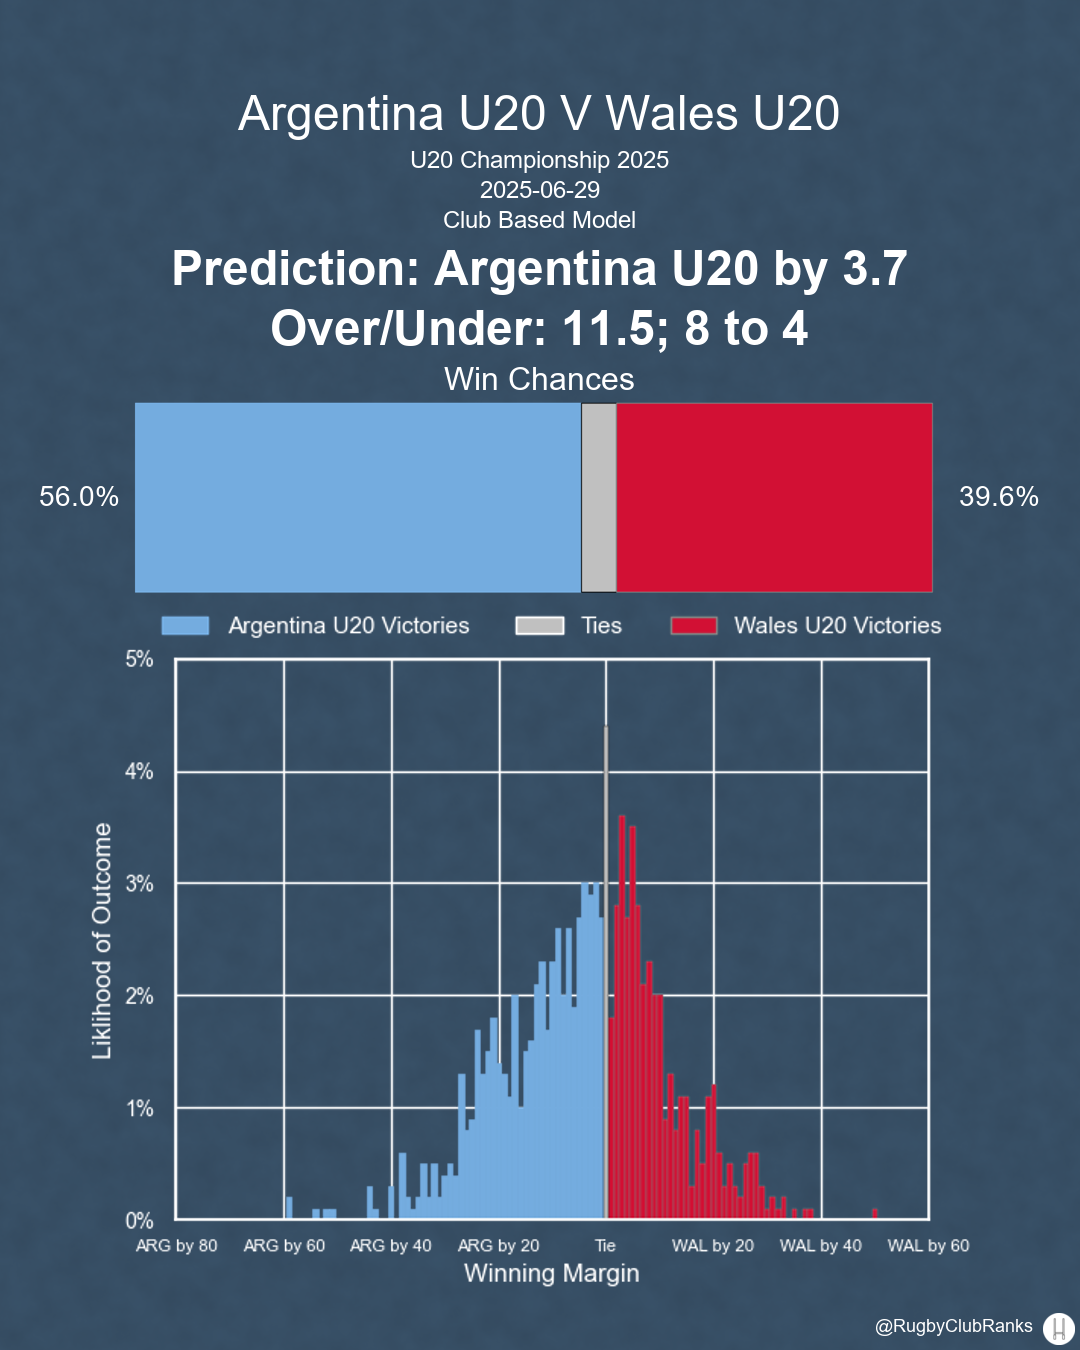 Argentina U20 V Wales U20
U20 Championship 2025
2025-06-29
Club Based Model
Prediction: Argentina U20 by 3.7
Over/Under: 11.5; 8 to 4
Win Chances
56.0%
39.6%
Argentina U20 Victories
Ties
Wales U20 Victories
5%
4%
3%
2%
1%
0%
Liklihood of Outcome
ARG by 80
ARG by 60
ARG by 40
ARG by 20
Tie
WAL by 20
WAL by 40
WAL by 60
Winning Margin
@RugbyClubRanks